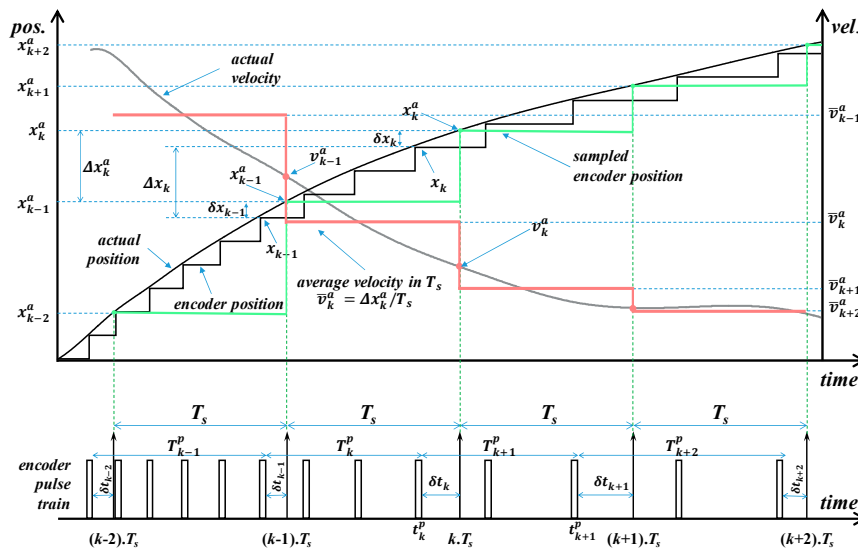 pos.
vel.
x^a_{k+2}
actual
velocity
x^a_{k+1}
x^a_k
v̅^a_{k-1}
x^a_k
δx_k
v^a_{k-1}
sampled
encoder position
Δx^a_k
Δx_k
x^a_{k-1}
x_k
x^a_{k-1}
δx_{k-1}
v^a_k
v̅^a_k
actual
position
x_{k-1}
average velocity in T_s
v̅^a_k = Δx^a_k/T_s
encoder position
v̅^a_{k+1}
v̅^a_{k+2}
x^a_{k-2}
time
T_s T_s T_s T_s
T^p_{k-1} T^p_k T^p_{k+1} T^p_{k+2}
encoder
pulse
train
δt_{k-2} δt_{k-1} δt_k δt_{k+1} δt_{k+2}
time
t^p_k t^p_{k+1}
(k-2).T_s (k-1).T_s k.T_s (k+1).T_s (k+2).T_s